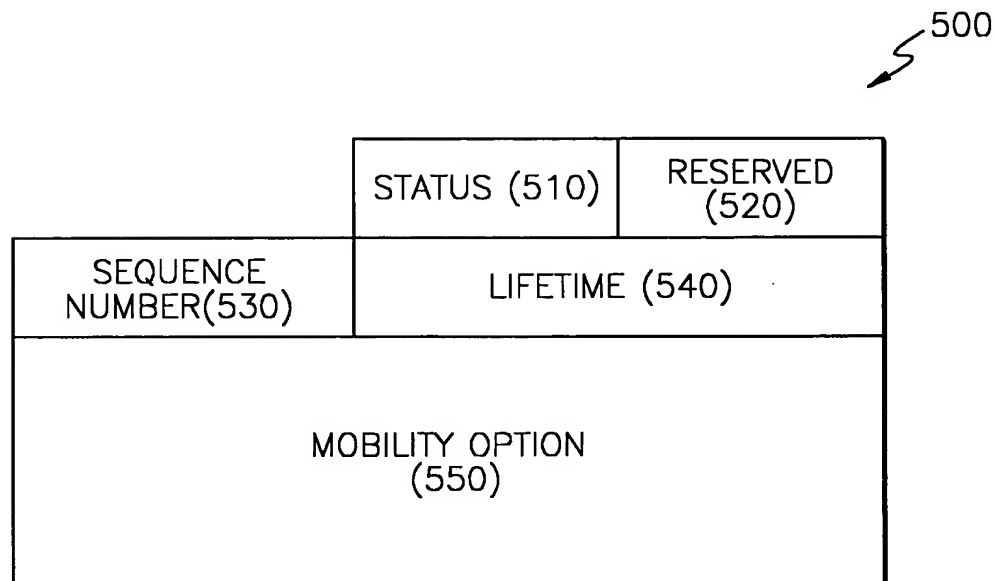 500
STATUS (510)
RESERVED
(520)
SEQUENCE
NUMBER(530)
LIFETIME (540)
MOBILITY OPTION
(550)